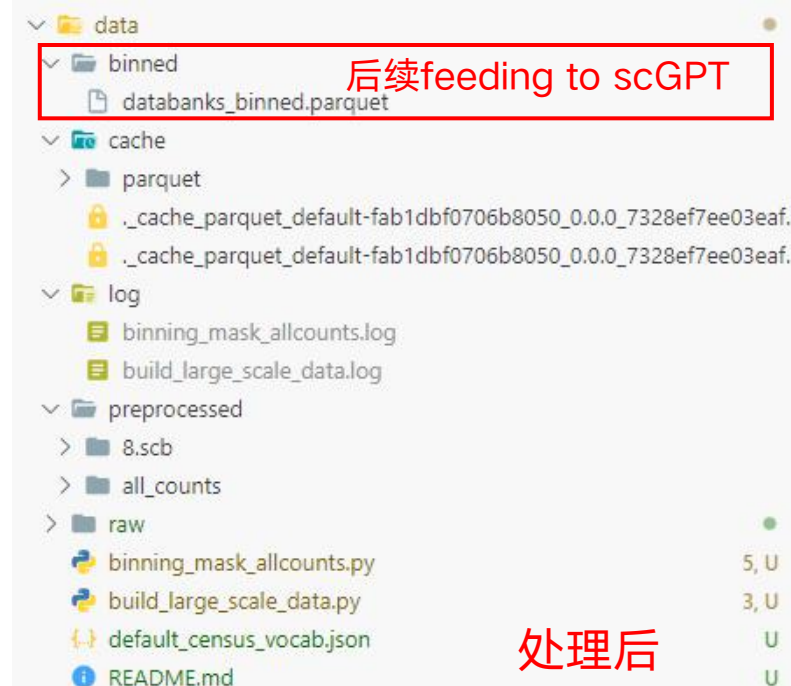 data
binned
后续feeding to scGPT
databanks_binned.parquet
cache
parquet
._cache_parquet_default-fab1dbf0706b8050_0.0.0_7328ef7ee03eaf.
._cache_parquet_default-fab1dbf0706b8050_0.0.0_7328ef7ee03eaf.
log
binning_mask_allcounts.log
build_large_scale_data.log
preprocessed
8.scb
all_counts
raw
binning_mask_allcounts.py 5, U
build_large_scale_data.py 3, U
default_census_vocab.json U
处理后
README.md U